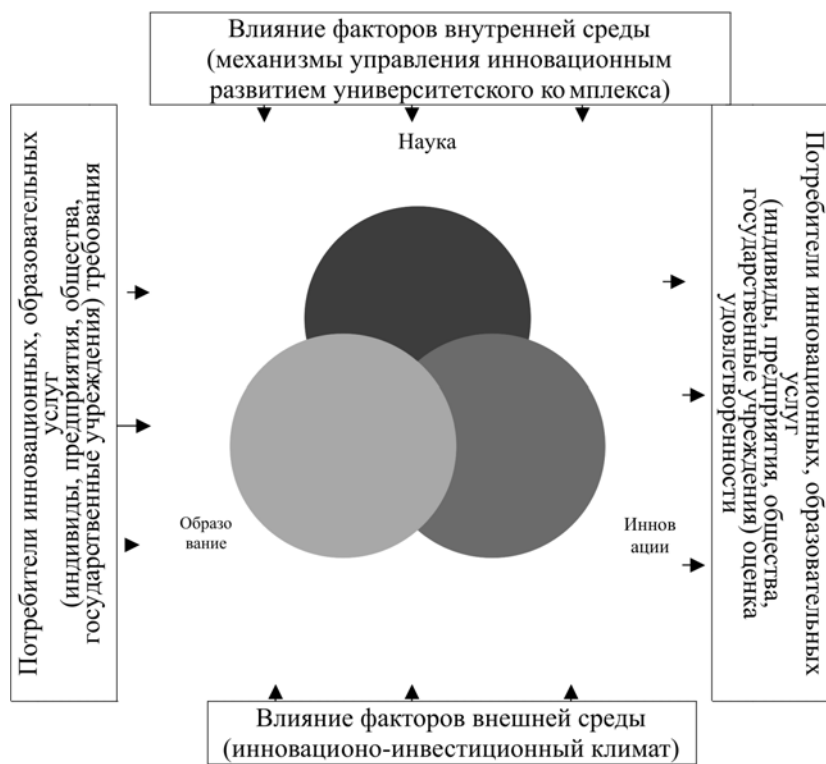 Влияние факторов внутренней среды
(механизмы управления инновационным
развитием университетского комплекса)
Наука
Потребители инновационных, образовательных
услуг
(индивиды, предприятия, общества,
государственные учреждения) требования
Потребители инновационных, образовательных
услуг
(индивиды, предприятия, общества,
государственные учреждения) оценка
удовлетворенности
Образо
вание
Иннов
ации
Влияние факторов внешней среды
(инновационо-инвестиционный климат)